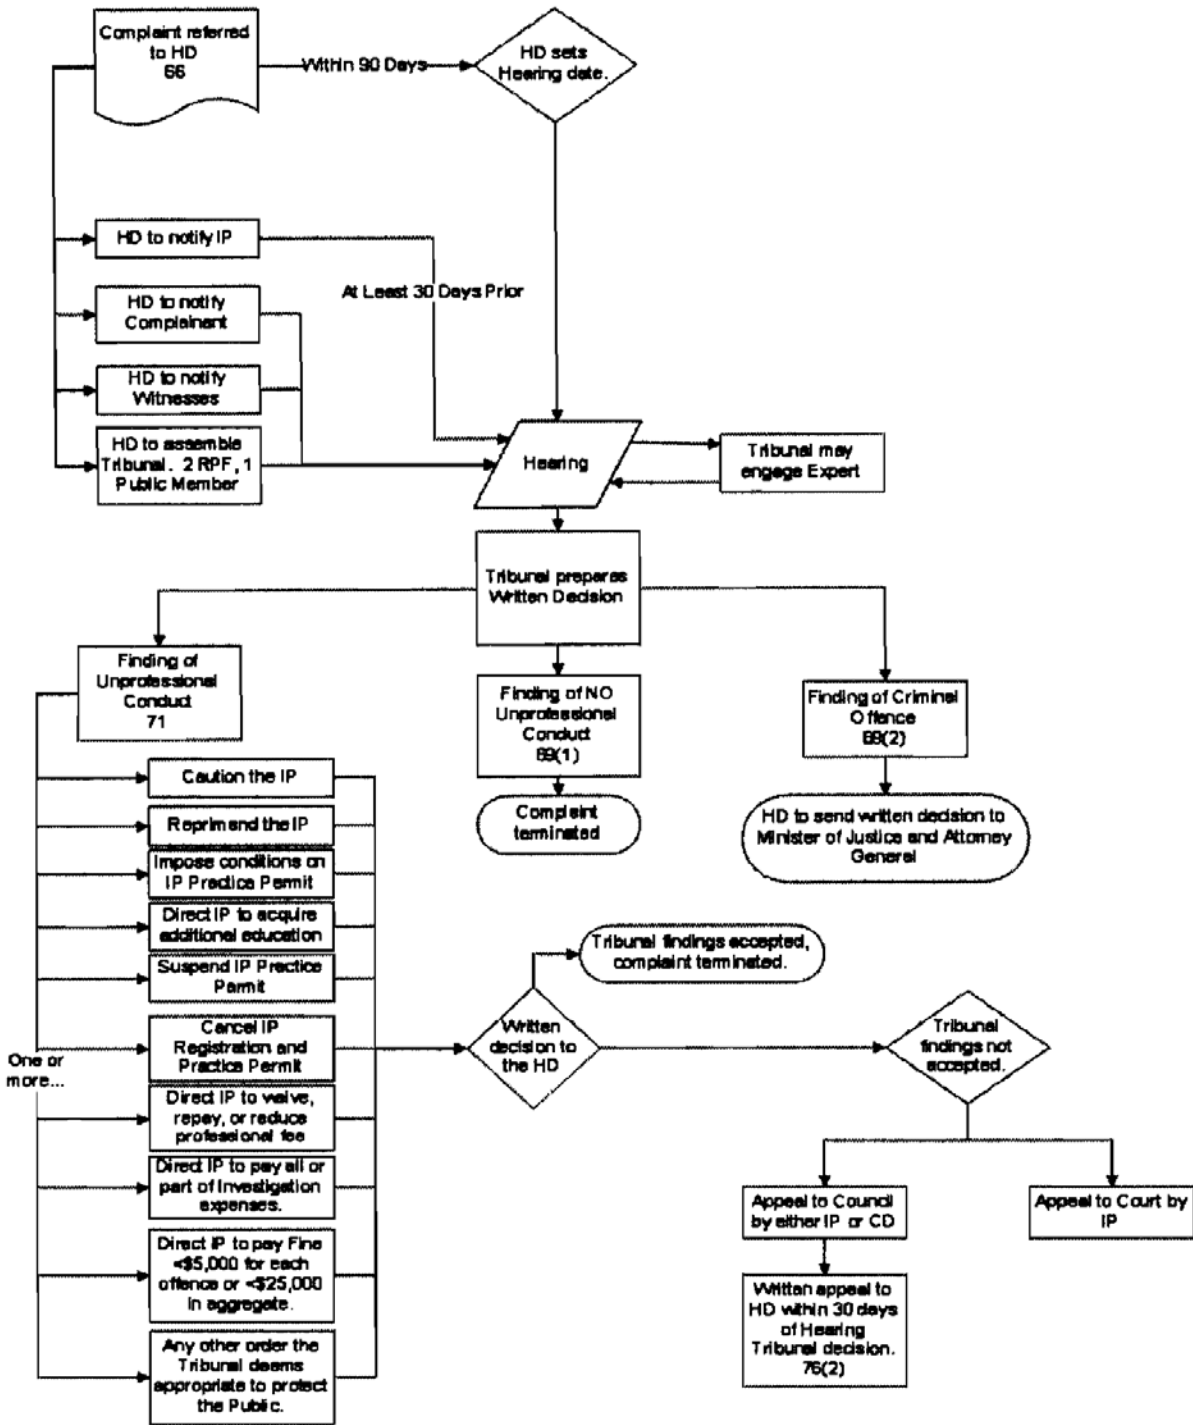 Complaint referred
to HD
66
Within 90 Days
HD sets
Hearing date.
HD to notify IP
At Least 30 Days Prior
HD to notify
Complainant
HD to notify
Witnesses
HD to assemble
Tribunal. 2 RPF, 1
Public Member
Hearing
Tribunal may
engage Expert
Tribunal prepares
Written Decision
Finding of
Unprofessional
Conduct
71
Finding of NO
Unprofessional
Conduct
69(1)
Finding of Criminal
Offence
69(2)
Complaint
terminated
HD to send written decision to
Minister of Justice and Attorney
General
One or
more...
Caution the IP
Reprimand the IP
Impose conditions on
IP Practice Permit
Direct IP to acquire
additional education
Suspend IP Practice
Permit
Cancel IP
Registration and
Practice Permit
Direct IP to waive,
repay, or reduce
professional fee
Direct IP to pay all or
part of Investigation
expenses.
Direct IP to pay Fine
<$5,000 for each
offence or <$25,000
in aggregate.
Any other order the
Tribunal deems
appropriate to protect
the Public.
Tribunal findings accepted,
complaint terminated.
Written
decision to
the HD
Tribunal
findings not
accepted.
Appeal to Council
by either IP or CD
Appeal to Court by
IP
Written appeal to
HD within 30 days
of Hearing
Tribunal decision.
76(2)